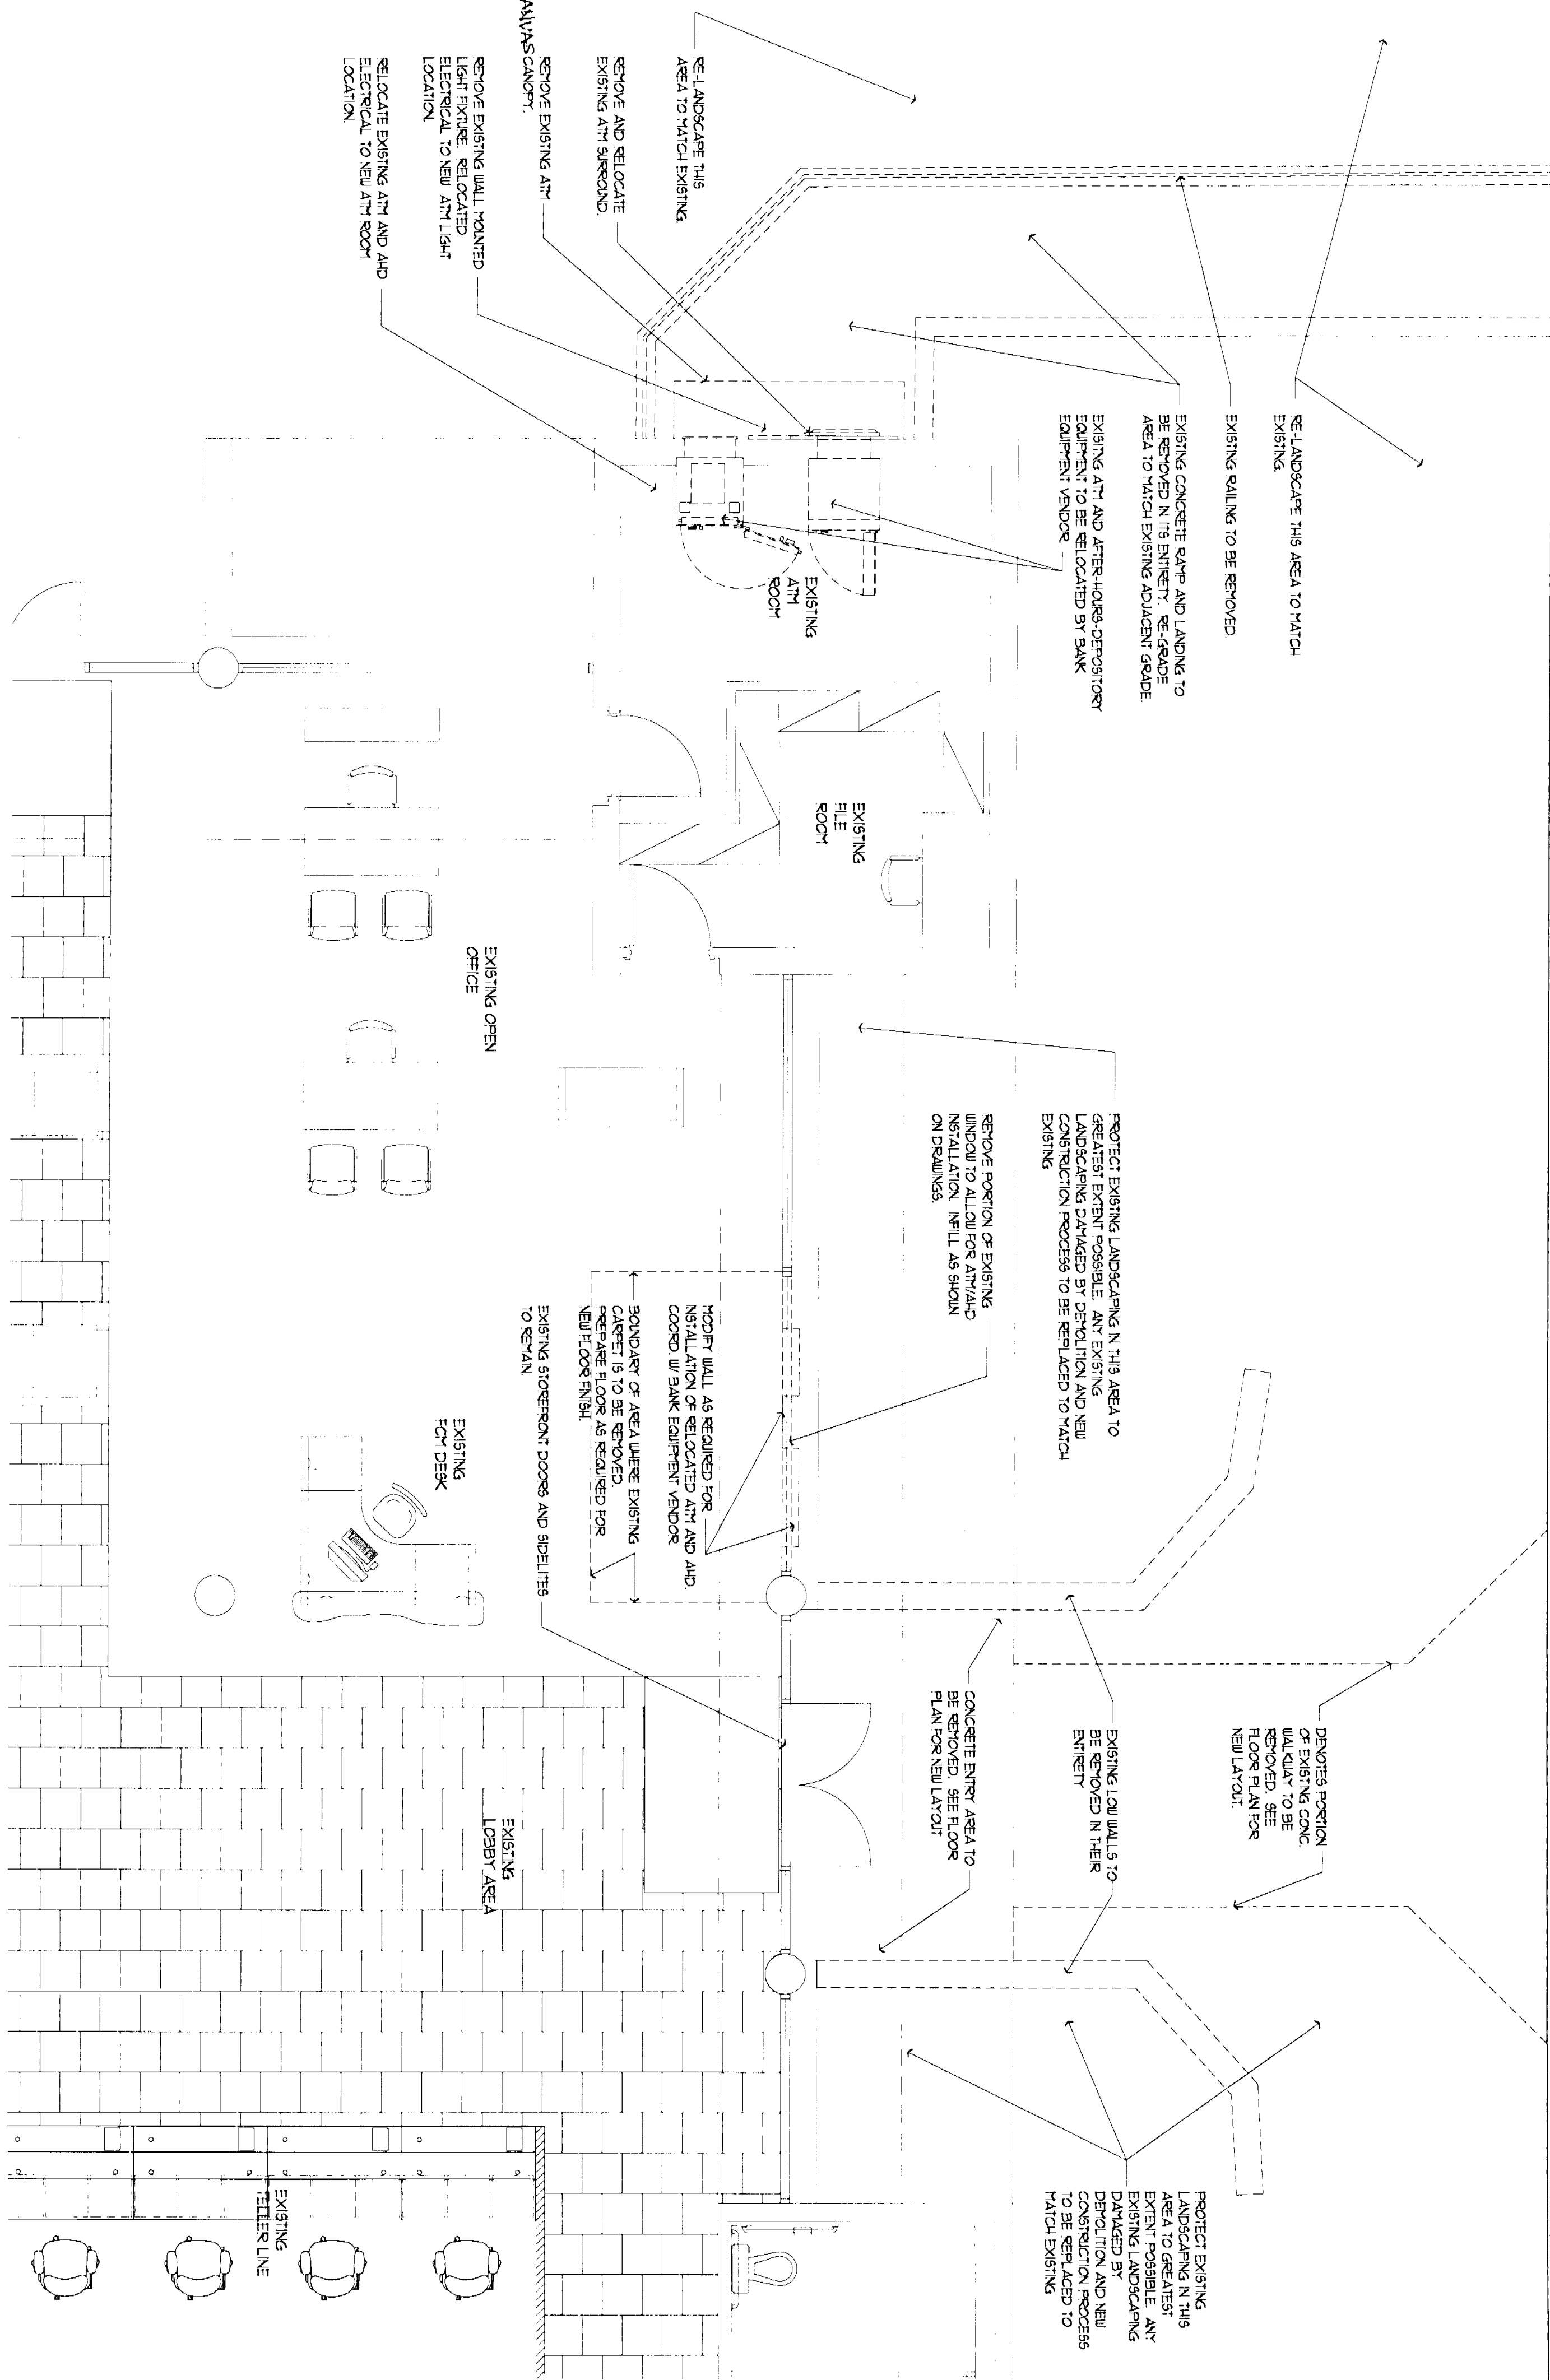 RE-LANDSCAPE THIS AREA TO MATCH
EXISTING.
EXISTING RAILING TO BE REMOVED.
EXISTING CONCRETE RAMP AND LANDING TO
BE REMOVED IN ITS ENTIRETY. RE-GRADE
AREA TO MATCH EXISTING ADJACENT GRADE.
EXISTING ATM AND AFTER-HOURS-DEPOSITORY
EQUIPMENT TO BE RELOCATED BY BANK
EQUIPMENT VENDOR
RE-LANDSCAPE THIS
AREA TO MATCH EXISTING.
REMOVE AND RELOCATE
EXISTING ATM SURROUND.
REMOVE EXISTING ATM
CANOPY.
REMOVE EXISTING WALL MOUNTED
LIGHT FIXTURE. RELOCATED
ELECTRICAL TO NEW ATM LIGHT
LOCATION.
RELOCATE EXISTING ATM AND AHD
ELECTRICAL TO NEW ATM ROOM
LOCATION.
EXISTING
ATM
ROOM
EXISTING
FILE
ROOM
EXISTING OPEN
OFFICE
PROTECT EXISTING LANDSCAPING IN THIS AREA TO
GREATEST EXTENT POSSIBLE. ANY EXISTING
LANDSCAPING DAMAGED BY DEMOLITION AND NEW
CONSTRUCTION PROCESS TO BE REPLACED TO MATCH
EXISTING
REMOVE PORTION OF EXISTING
WINDOW TO ALLOW FOR ATM/AHD
INSTALLATION. INFILL AS SHOWN
ON DRAWINGS.
MODIFY WALL AS REQUIRED FOR
INSTALLATION OF RELOCATED ATM AND AHD.
COORD. W/ BANK EQUIPMENT VENDOR
BOUNDARY OF AREA WHERE EXISTING
CARPET IS TO BE REMOVED.
PREPARE FLOOR AS REQUIRED FOR
NEW FLOOR FINISH.
EXISTING STOREFRONT DOORS AND SIDELITES
TO REMAIN.
EXISTING
FCM DESK
DENOTES PORTION
OF EXISTING CONC.
WALKWAY TO BE
REMOVED. SEE
FLOOR PLAN FOR
NEW LAYOUT.
EXISTING LOW WALLS TO
BE REMOVED IN THEIR
ENTIRETY
CONCRETE ENTRY AREA TO
BE REMOVED. SEE FLOOR
PLAN FOR NEW LAYOUT
EXISTING
LOBBY AREA
PROTECT EXISTING
LANDSCAPING IN THIS
AREA TO GREATEST
EXTENT POSSIBLE. ANY
EXISTING LANDSCAPING
DAMAGED BY
DEMOLITION AND NEW
CONSTRUCTION PROCESS
TO BE REPLACED TO
MATCH EXISTING
EXISTING
TELLER LINE